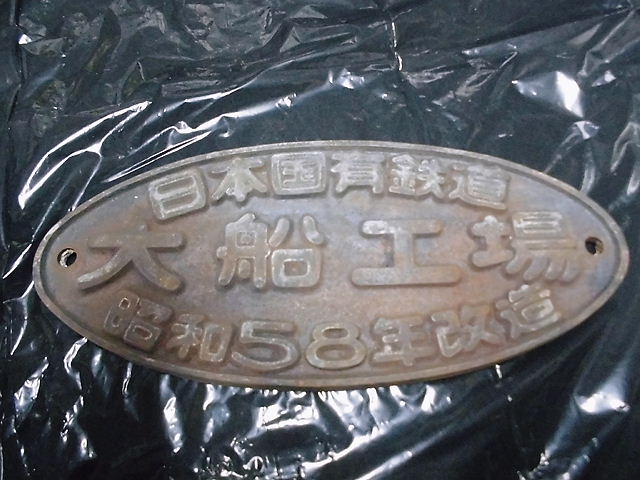 日本国有鉄道
大船工場
昭和58年改造